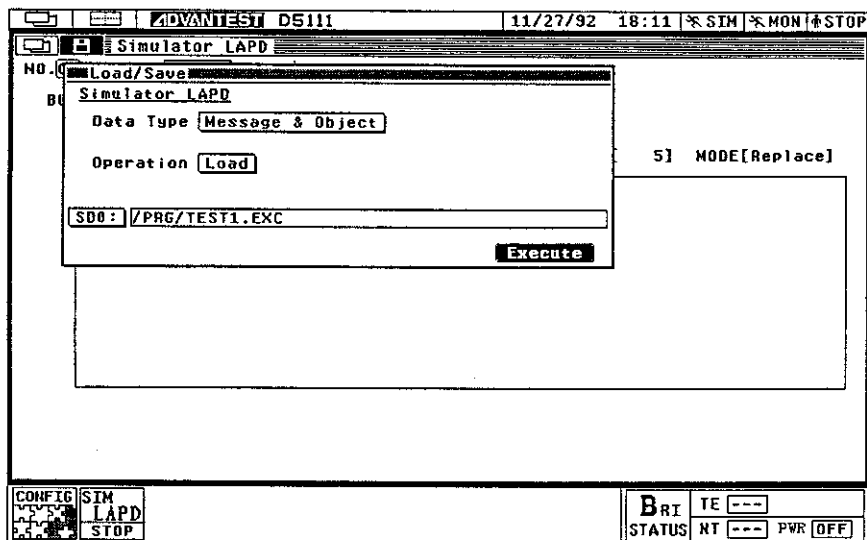 ADVANTEST D5111 11/27/92 18:11 SIM MON STOP
Simulator LAPD
NO.
Load/Save
Simulator LAPD
Data Type Message & Object
Operation Load
5] MODE[Replace]
SD0: /PRG/TEST1.EXC
Execute
CONFIG SIM LAPD STOP
BRI STATUS TE --- NT --- PWR OFF